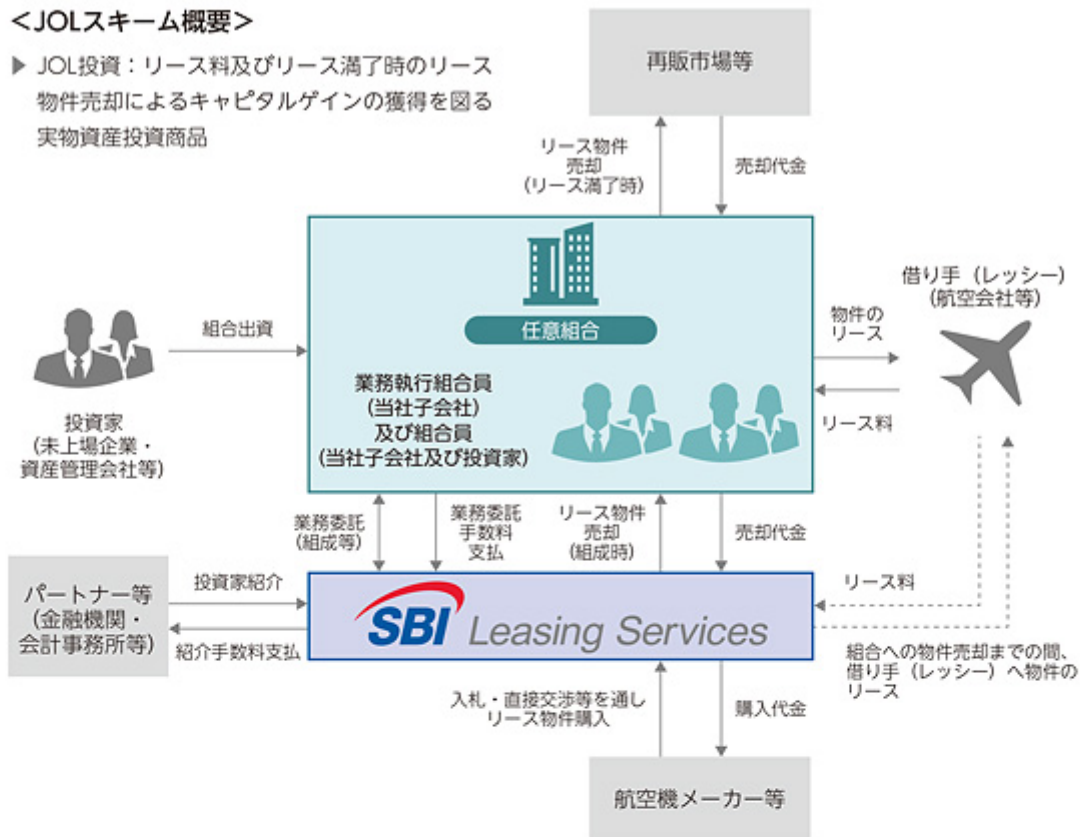 <JOLスキーム概要>
▶ JOL投資：リース料及びリース満了時のリース
物件売却によるキャピタルゲインの獲得を図る
実物資産投資商品
再販市場等
リース物件
売却
(リース満了時)
売却代金
投資家
(未上場企業・
資産管理会社等)
組合出資
任意組合
業務執行組合員
(当社子会社)
及び組合員
(当社子会社及び投資家)
借り手（レッシー）
(航空会社等)
物件の
リース
リース料
業務委託
(組成等)
業務委託
手数料
支払
リース物件
売却
(組成時)
売却代金
パートナー等
(金融機関・
会計事務所等)
投資家紹介
紹介手数料支払
SBI Leasing Services
リース料
組合への物件売却までの間、
借り手（レッシー）へ物件の
リース
入札・直接交渉等を通し
リース物件購入
購入代金
航空機メーカー等